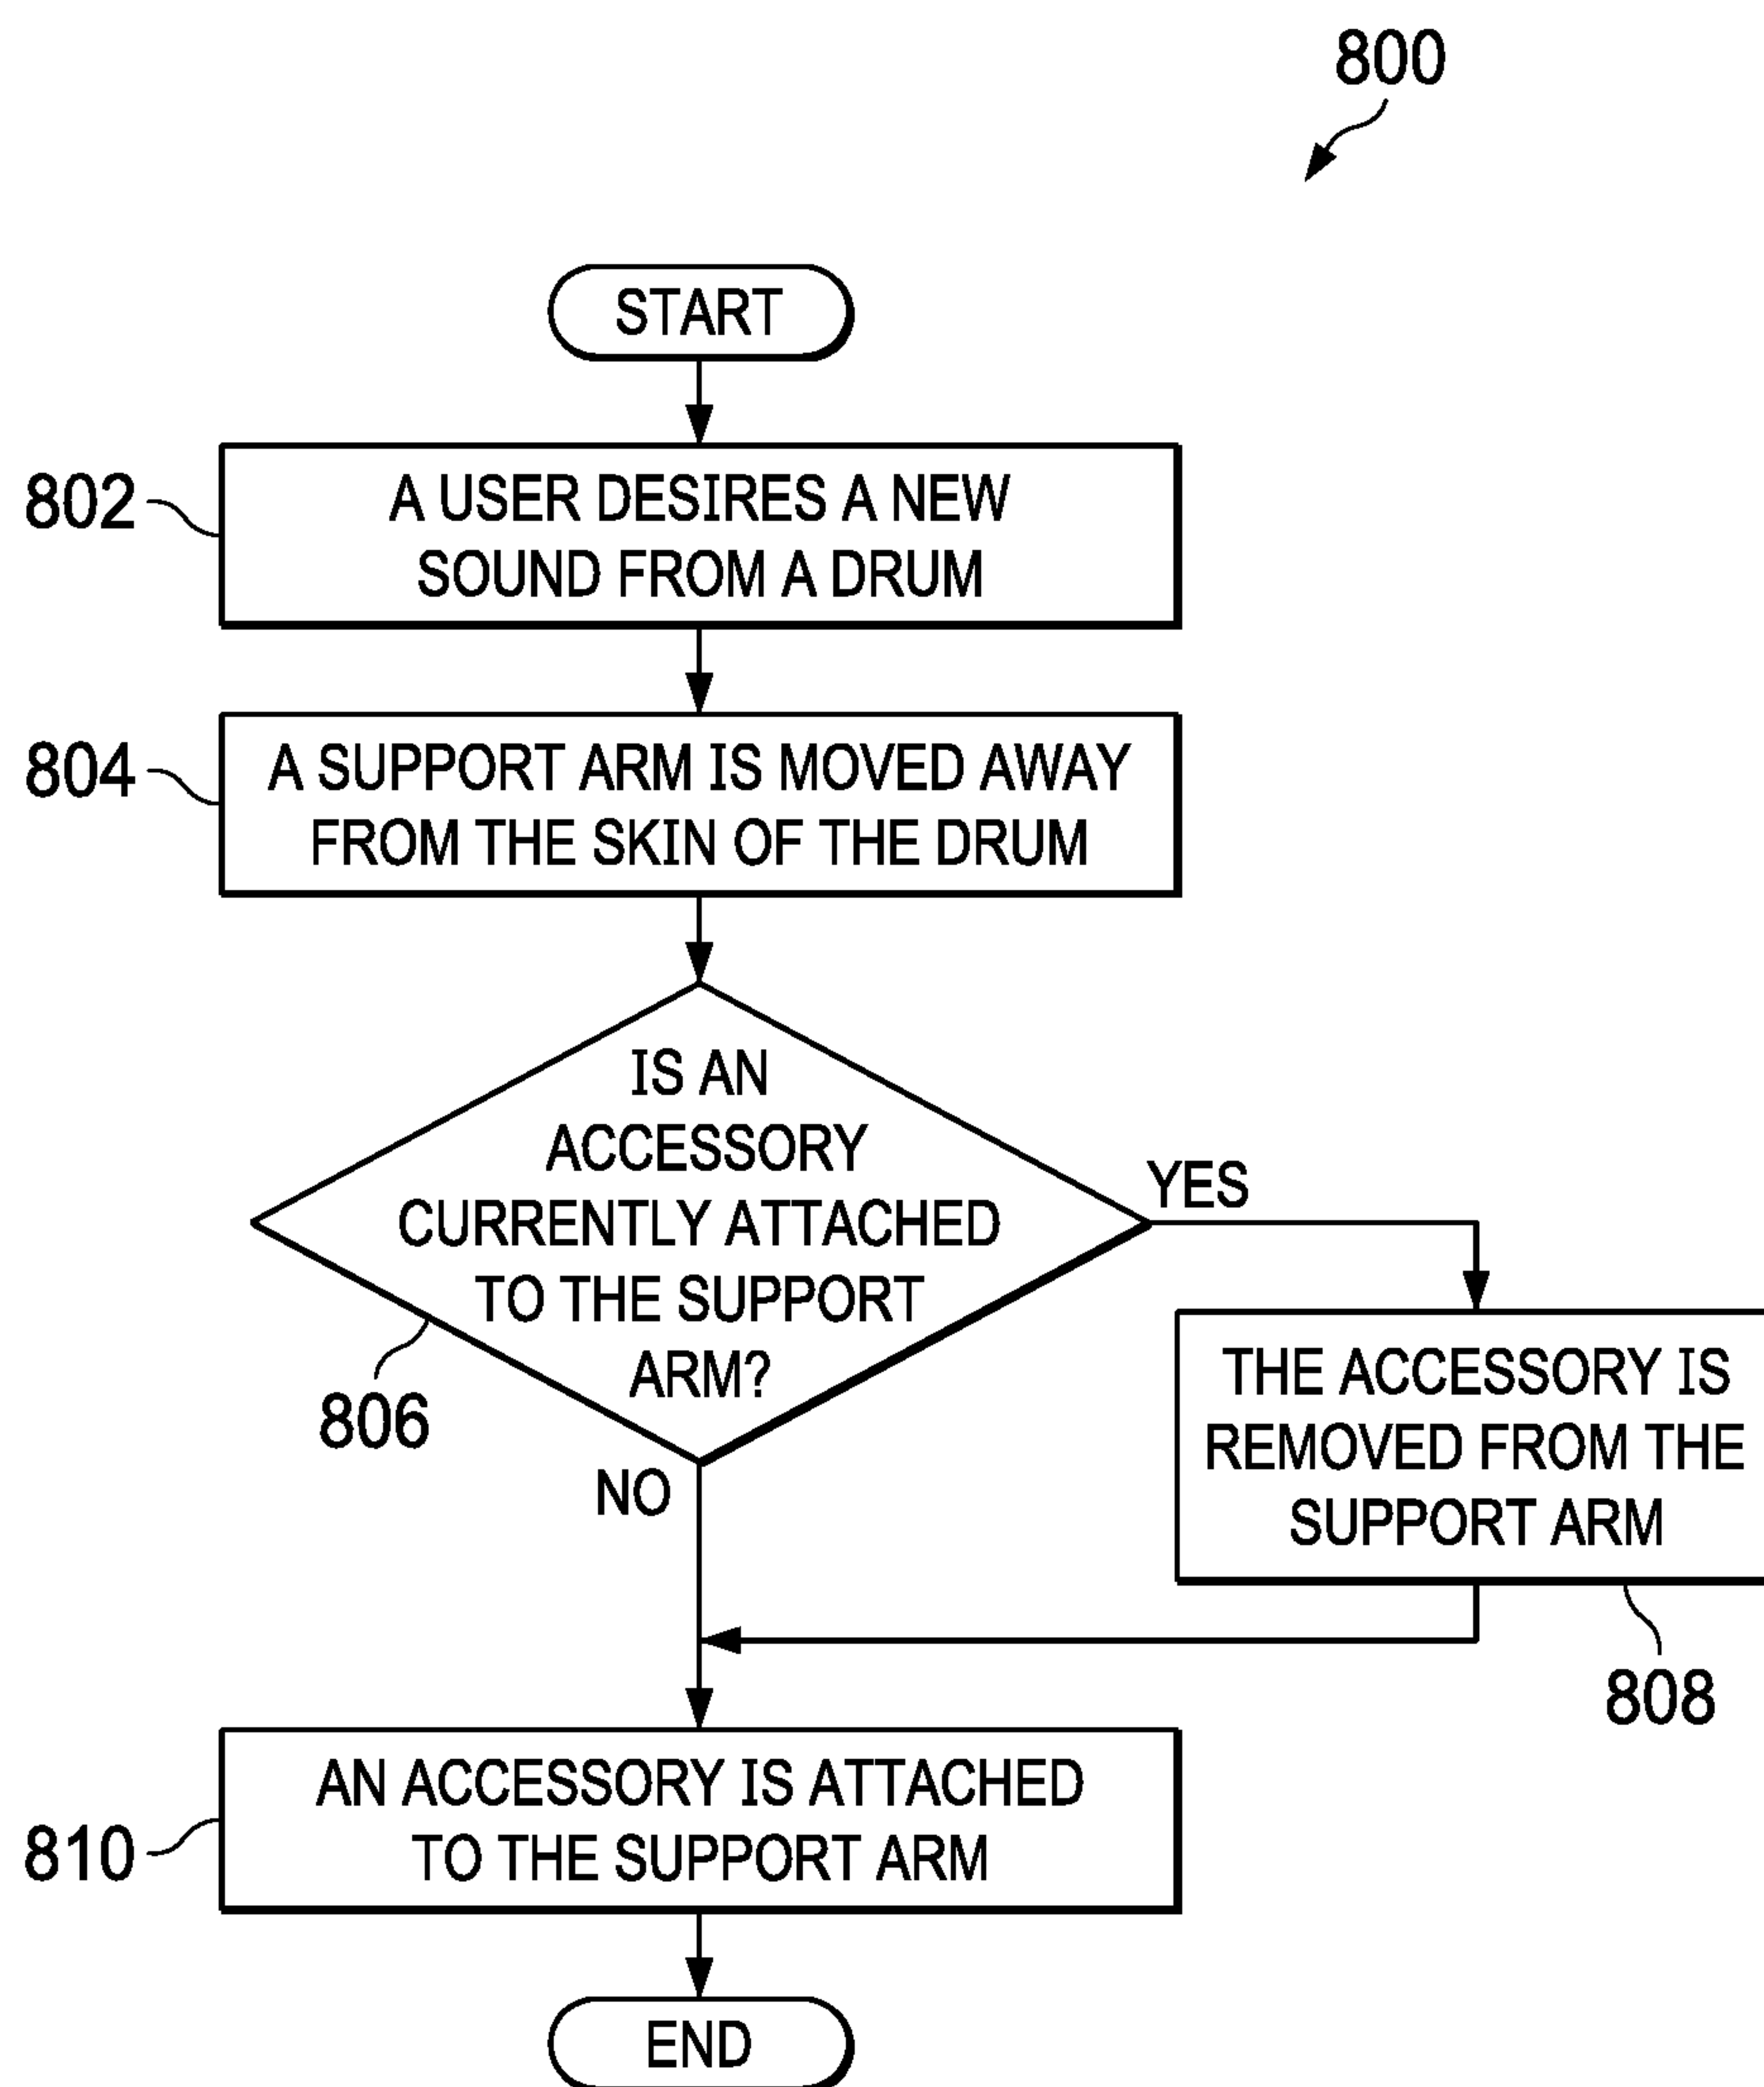 800
START
802
A USER DESIRES A NEW
SOUND FROM A DRUM
804
A SUPPORT ARM IS MOVED AWAY
FROM THE SKIN OF THE DRUM
IS AN
ACCESSORY
CURRENTLY ATTACHED
TO THE SUPPORT
ARM?
806
YES
NO
THE ACCESSORY IS
REMOVED FROM THE
SUPPORT ARM
808
810
AN ACCESSORY IS ATTACHED
TO THE SUPPORT ARM
END